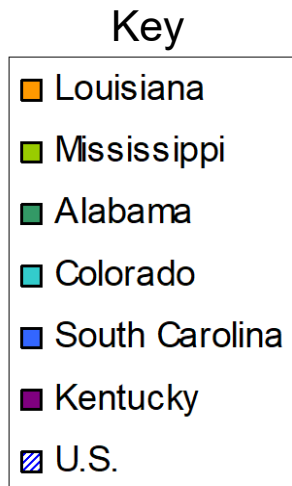 Key
Louisiana
Mississippi
Alabama
Colorado
South Carolina
Kentucky
U.S.